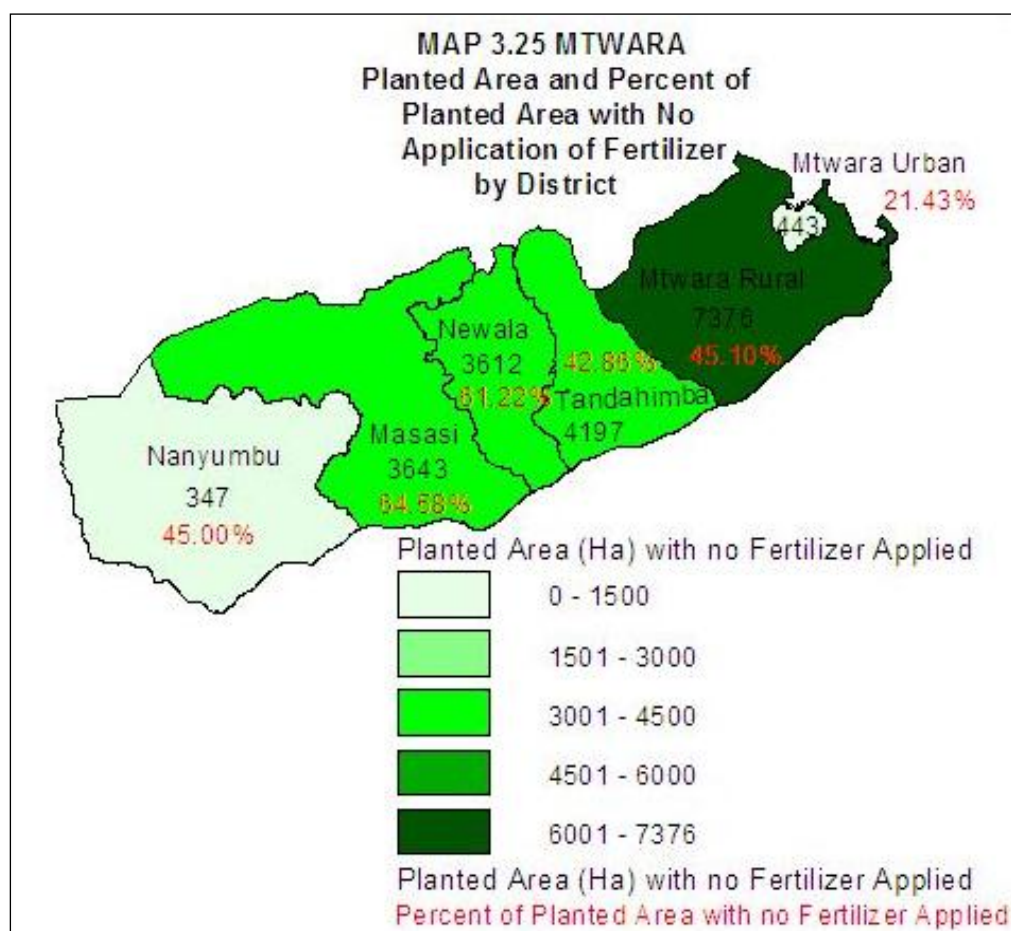 MAP 3.25 MTWARA
Planted Area and Percent of
Planted Area with No
Application of Fertilizer
by District
Mtwara Urban
21.43%
443
Mtwara Rural
7376
45.10%
Newala
3612
61.22%
42.86%
Tandahimba
4197
Masasi
3643
64.58%
Nanyumbu
347
45.00%
Planted Area (Ha) with no Fertilizer Applied
0 - 1500
1501 - 3000
3001 - 4500
4501 - 6000
6001 - 7376
Planted Area (Ha) with no Fertilizer Applied
Percent of Planted Area with no Fertilizer Applied